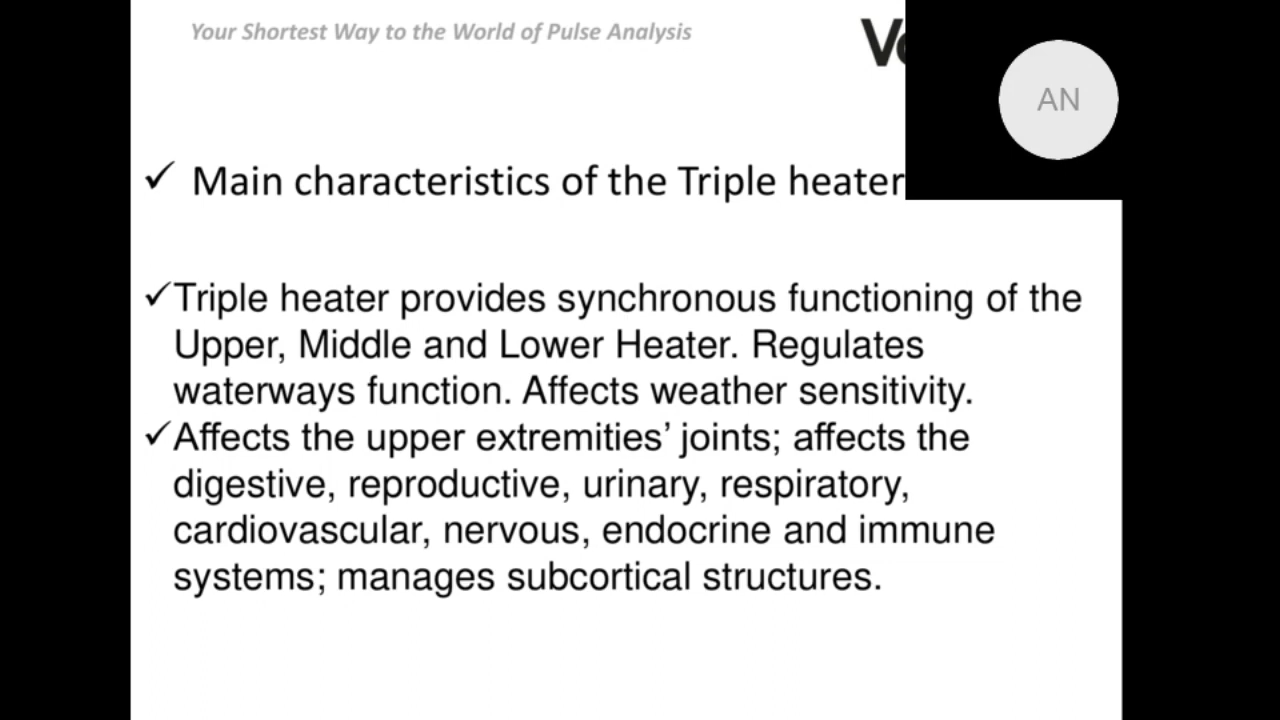 Your Shortest Way to the World of Pulse Analysis
AN
✓ Main characteristics of the Triple heater
✓Triple heater provides synchronous functioning of the
Upper, Middle and Lower Heater. Regulates
waterways function. Affects weather sensitivity.
✓Affects the upper extremities’ joints; affects the
digestive, reproductive, urinary, respiratory,
cardiovascular, nervous, endocrine and immune
systems; manages subcortical structures.